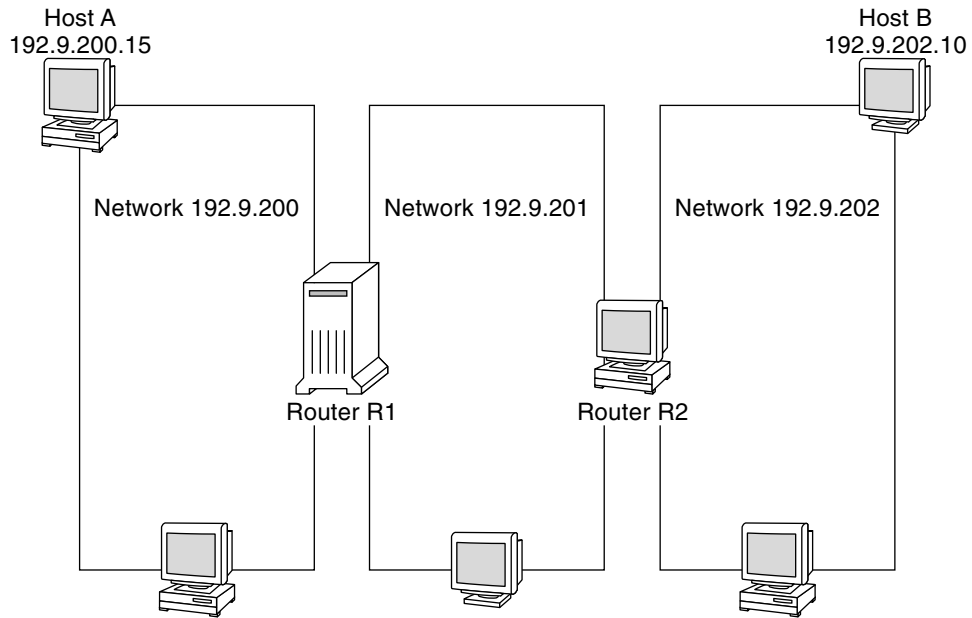 Host A
192.9.200.15
Host B
192.9.202.10
Network 192.9.200
Network 192.9.201
Network 192.9.202
Router R1
Router R2